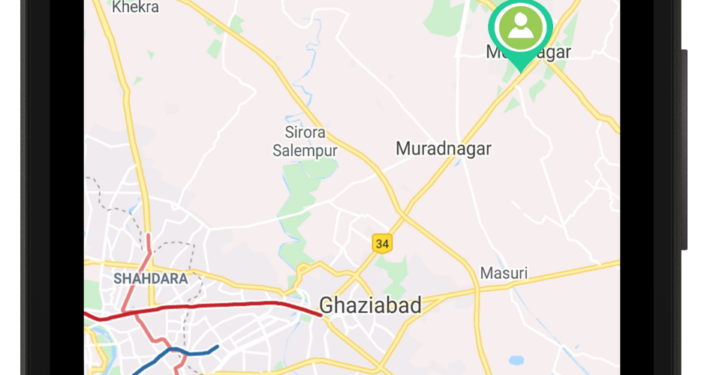 Khekra
Sirora
Salempur
Muradnagar
34
Masuri
SHAHDARA
Ghaziabad